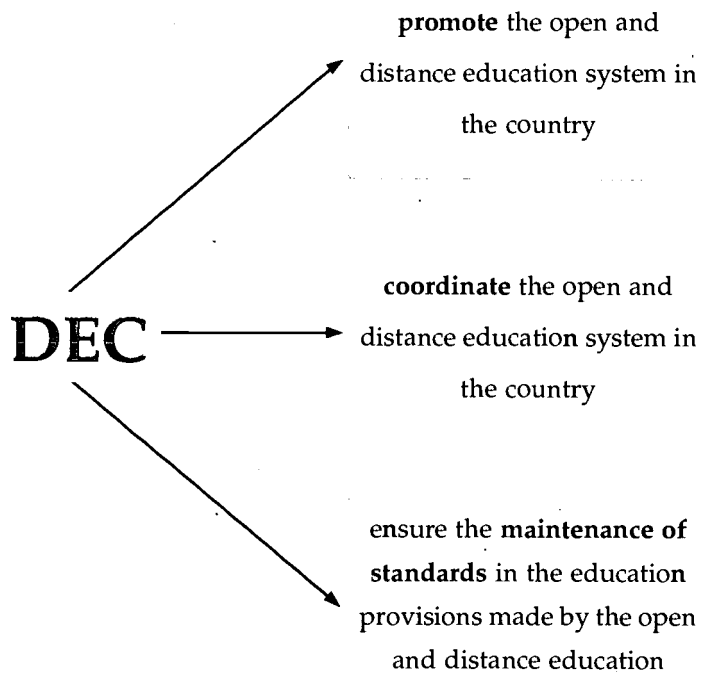 promote the open and
distance education system in
the country
DEC
coordinate the open and
distance education system in
the country
ensure the maintenance of
standards in the education
provisions made by the open
and distance education